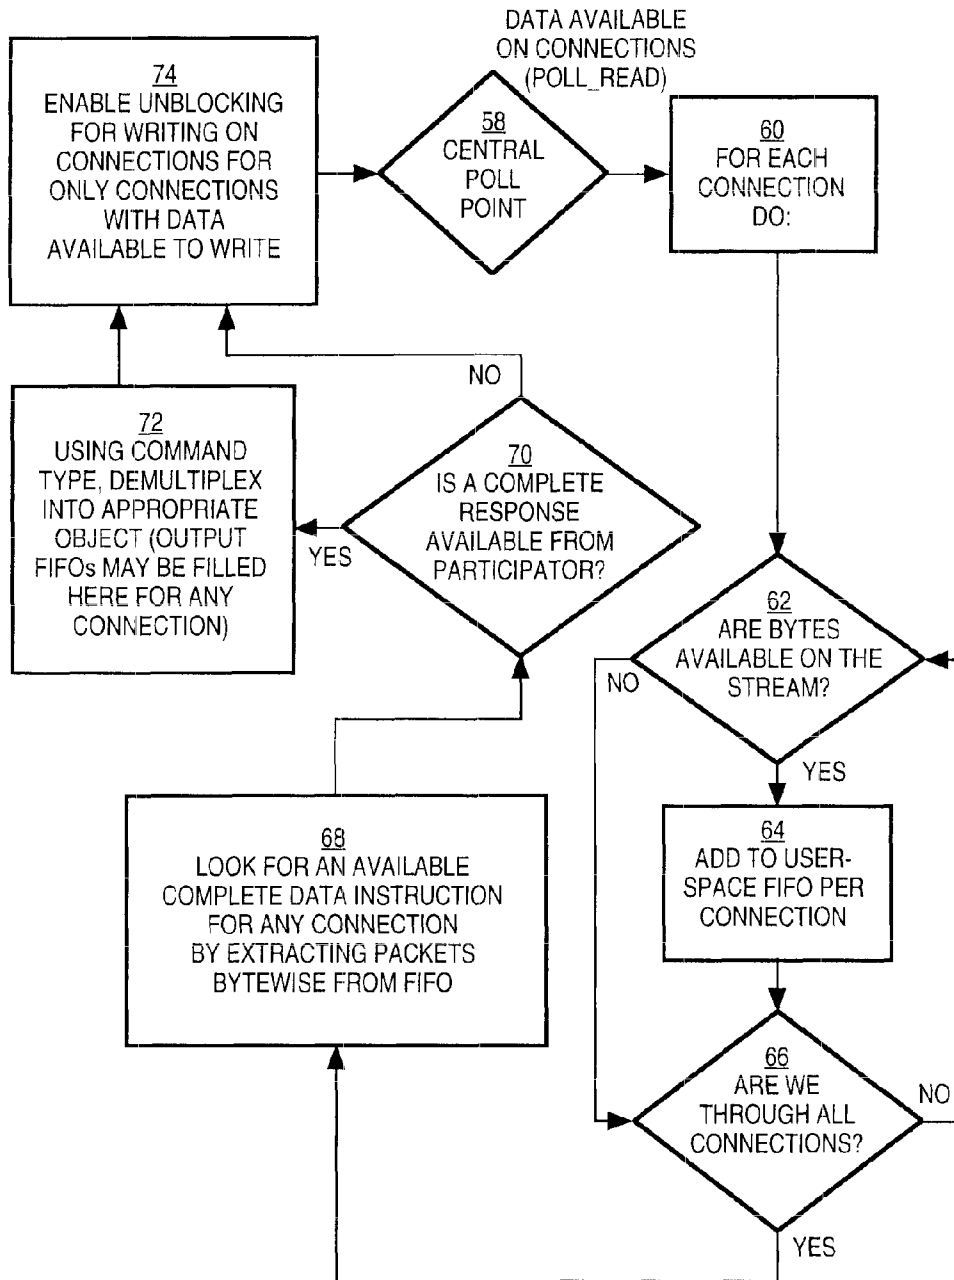 DATA AVAILABLE
ON CONNECTIONS
(POLL_READ)
74
ENABLE UNBLOCKING
FOR WRITING ON
CONNECTIONS FOR
ONLY CONNECTIONS
WITH DATA
AVAILABLE TO WRITE
58
CENTRAL
POLL
POINT
60
FOR EACH
CONNECTION
DO:
NO
72
USING COMMAND
TYPE, DEMULTIPLEX
INTO APPROPRIATE
OBJECT (OUTPUT
FIFOs MAY BE FILLED
HERE FOR ANY
CONNECTION)
YES
70
IS A COMPLETE
RESPONSE
AVAILABLE FROM
PARTICIPATOR?
62
ARE BYTES
AVAILABLE ON THE
STREAM?
NO
YES
68
LOOK FOR AN AVAILABLE
COMPLETE DATA INSTRUCTION
FOR ANY CONNECTION
BY EXTRACTING PACKETS
BYTEWISE FROM FIFO
64
ADD TO USER-
SPACE FIFO PER
CONNECTION
66
ARE WE
THROUGH ALL
CONNECTIONS?
NO
YES